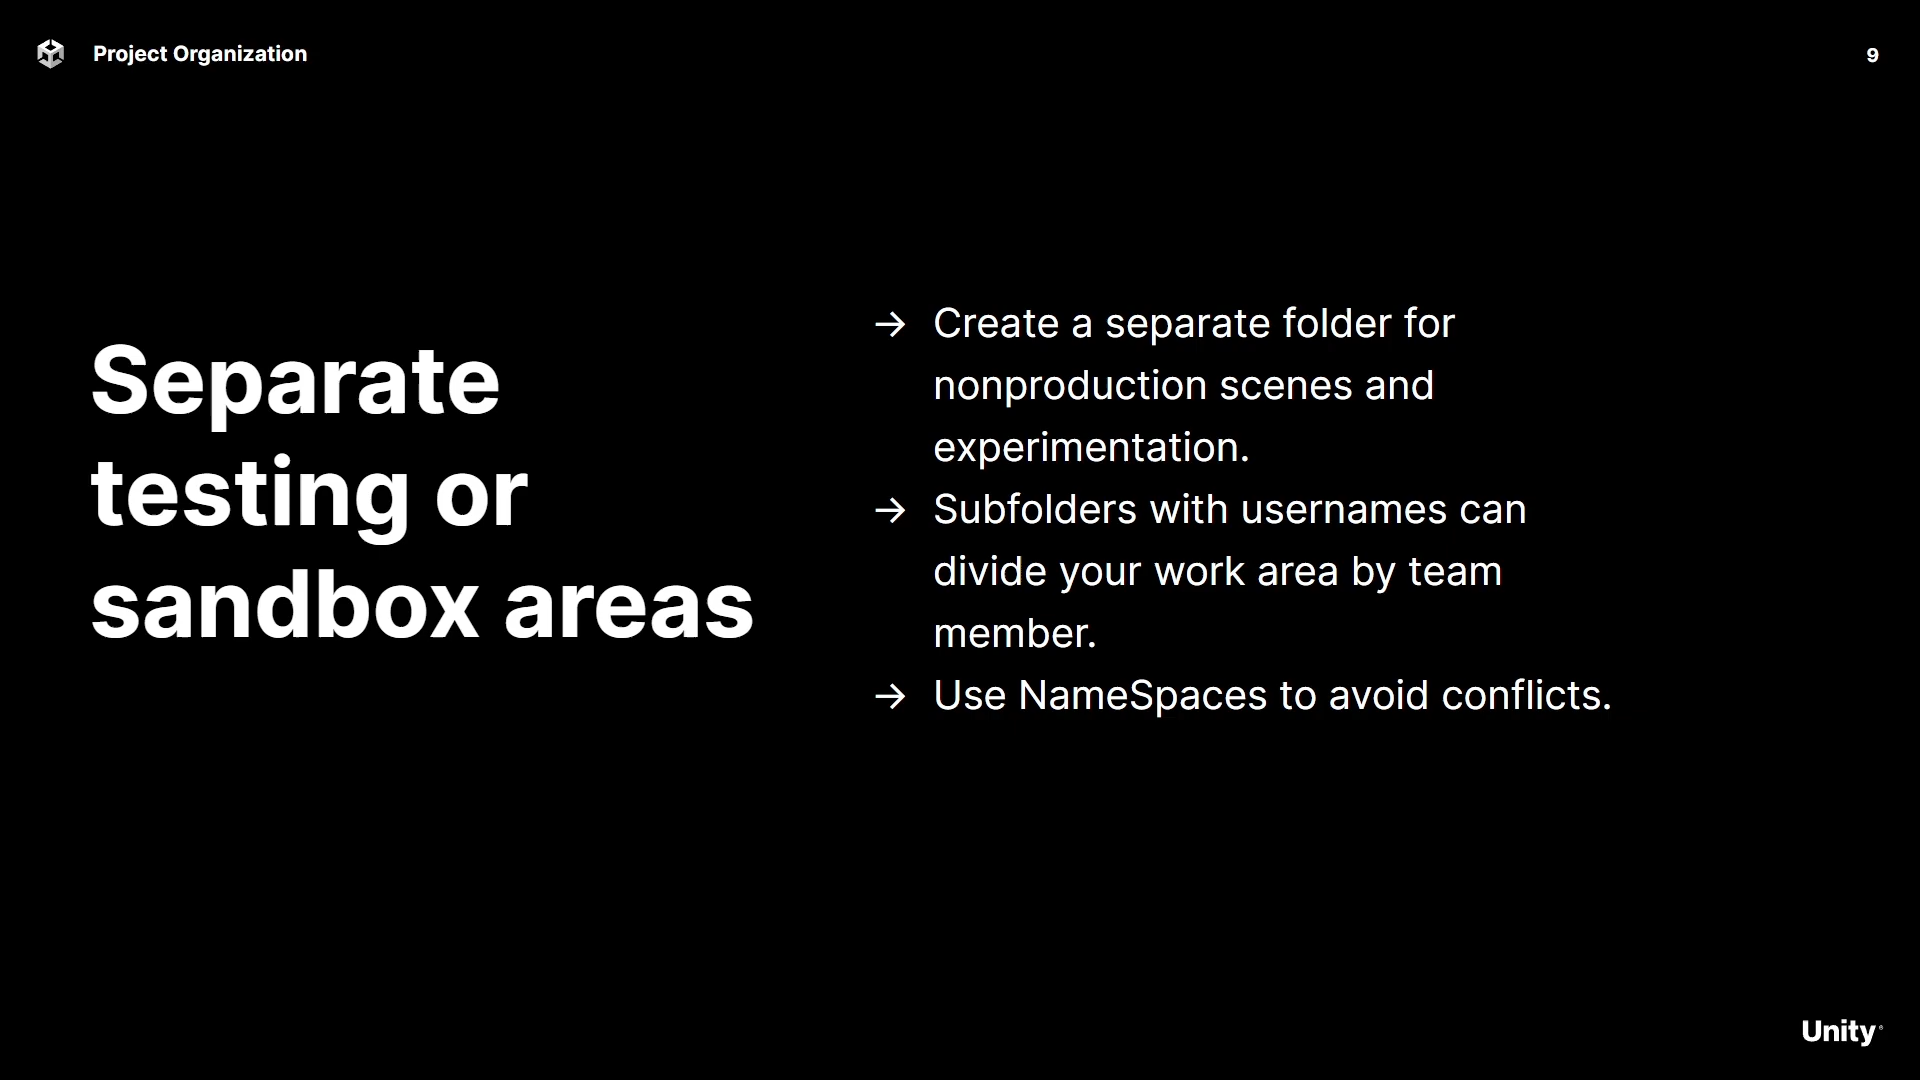 Project Organization
9
Separate
testing or
sandbox areas
→ Create a separate folder for
nonproduction scenes and
experimentation.
→ Subfolders with usernames can
divide your work area by team
member.
→ Use NameSpaces to avoid conflicts.
Unity®